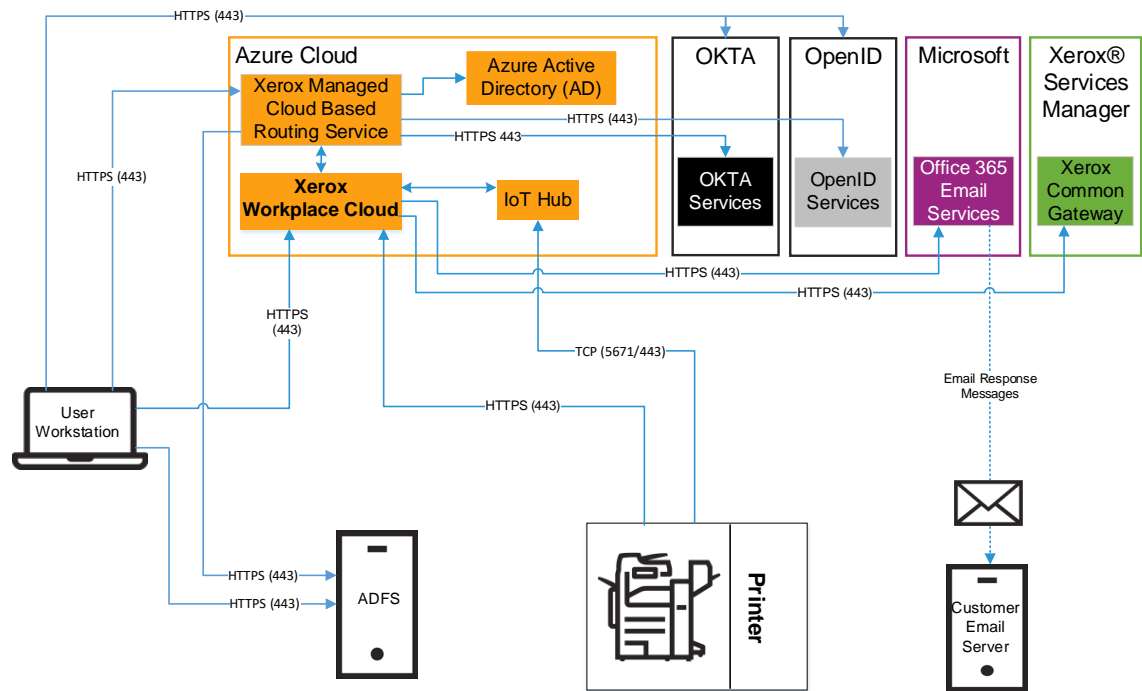 HTTPS (443)
Azure Cloud
OKTA
OpenID
Microsoft
Xerox®
Services
Manager
Xerox Managed
Cloud Based
Routing Service
Azure Active
Directory (AD)
HTTPS (443)
HTTPS 443
HTTPS (443)
Xerox
Workplace Cloud
IoT Hub
OKTA
Services
OpenID
Services
Office 365
Email
Services
Xerox
Common
Gateway
HTTPS (443)
HTTPS (443)
HTTPS
(443)
TCP (5671/443)
Email Response
Messages
HTTPS (443)
User
Workstation
HTTPS (443)
HTTPS (443)
ADFS
Printer
Customer
Email
Server